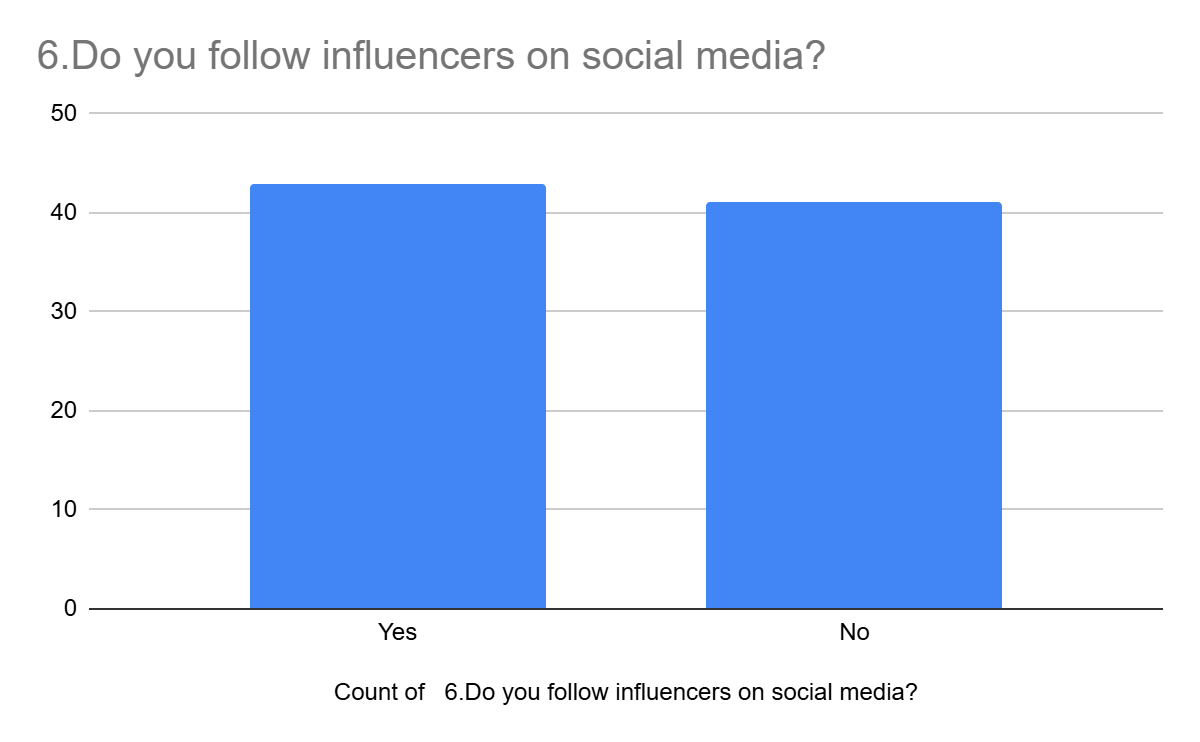 6.Do you follow influencers on social media?
50
40
30
20
10
0
Yes No
Count of   6.Do you follow influencers on social media?